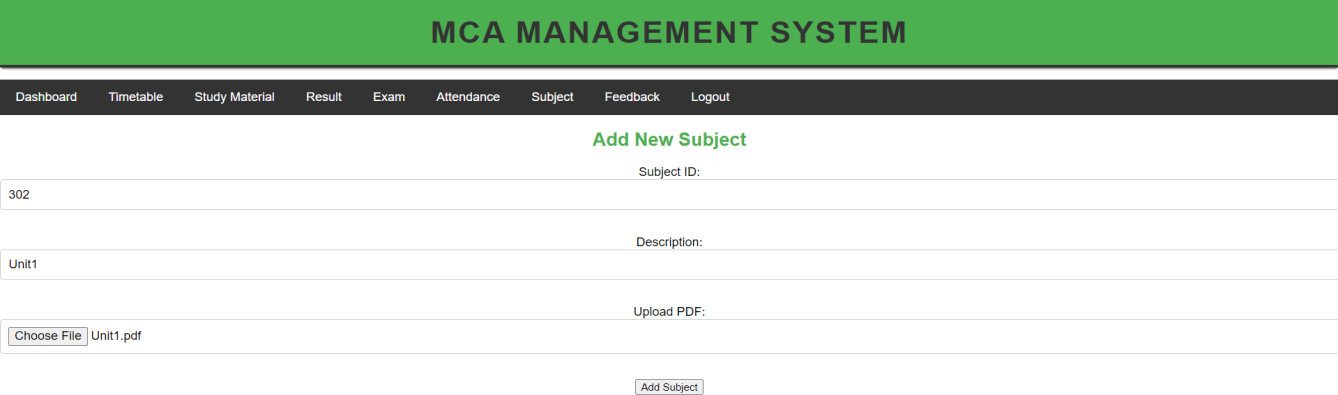 MCA MANAGEMENT SYSTEM
Dashboard Timetable Study Material Result Exam Attendance Subject Feedback Logout
Add New Subject
Subject ID:
302
Description:
Unit1
Upload PDF:
Choose File Unit1.pdf
Add Subject